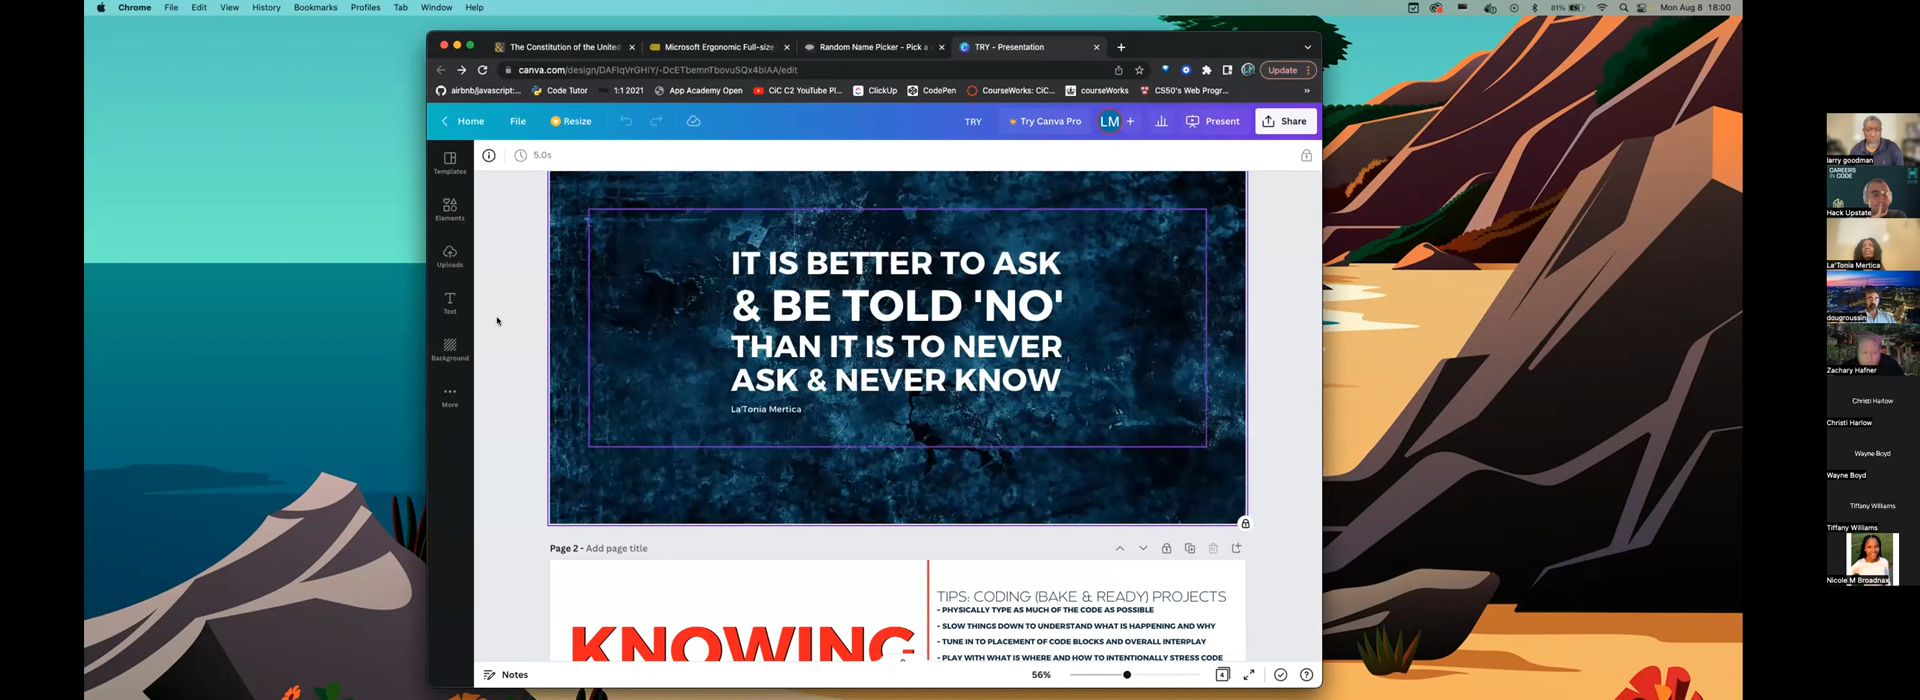 Chrome File Edit View History Bookmarks Profiles Tab Window Help
81% Mon Aug 8 18:00
The Constitution of the United
Microsoft Ergonomic Full-size
Random Name Picker - Pick a
TRY - Presentation
canva.com/design/DAFIqVrGHIY/-DcETbemnTbovuSQx4bIAA/edit
Update
airbnb/javascript:...
Code Tutor
1:1 2021
App Academy Open
CiC C2 YouTube Pl...
ClickUp
CodePen
CourseWorks: CiC...
courseWorks
CS50's Web Progr...
Home File Resize
TRY Try Canva Pro LM + Present Share
5.0s
Templates
Elements
Uploads
Text
Background
More
IT IS BETTER TO ASK
& BE TOLD 'NO'
THAN IT IS TO NEVER
ASK & NEVER KNOW
La'Tonia Mertica
Page 2 - Add page title
KNOWING
TIPS: CODING (BAKE & READY) PROJECTS
- PHYSICALLY TYPE AS MUCH OF THE CODE AS POSSIBLE
- SLOW THINGS DOWN TO UNDERSTAND WHAT IS HAPPENING AND WHY
- TUNE IN TO PLACEMENT OF CODE BLOCKS AND OVERALL INTERPLAY
- PLAY WITH WHAT IS WHERE AND HOW TO INTENTIONALLY STRESS CODE
Notes
56%
4
larry goodman
CAREERS
IN CODE
Hack Upstate
La'Tonia Mertica
dougroussin
Zachary Hafner
Christi Harlow
Christi Harlow
Wayne Boyd
Wayne Boyd
Tiffany Williams
Tiffany Williams
Nicole M Broadnax